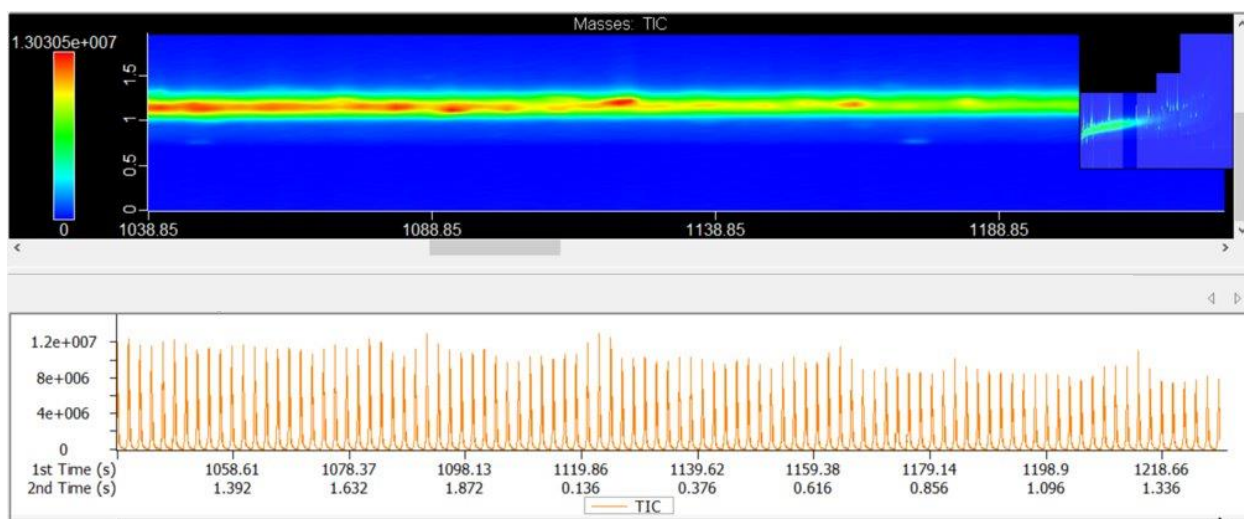 Masses: TIC
1.30305e+007
0
1.5
1
0.5
0
1038.85 1088.85 1138.85 1188.85
1.2e+007
8e+006
4e+006
0
1st Time (s) 1058.61 1078.37 1098.13 1119.86 1139.62 1159.38 1179.14 1198.9 1218.66
2nd Time (s) 1.392 1.632 1.872 0.136 0.376 0.616 0.856 1.096 1.336
TIC